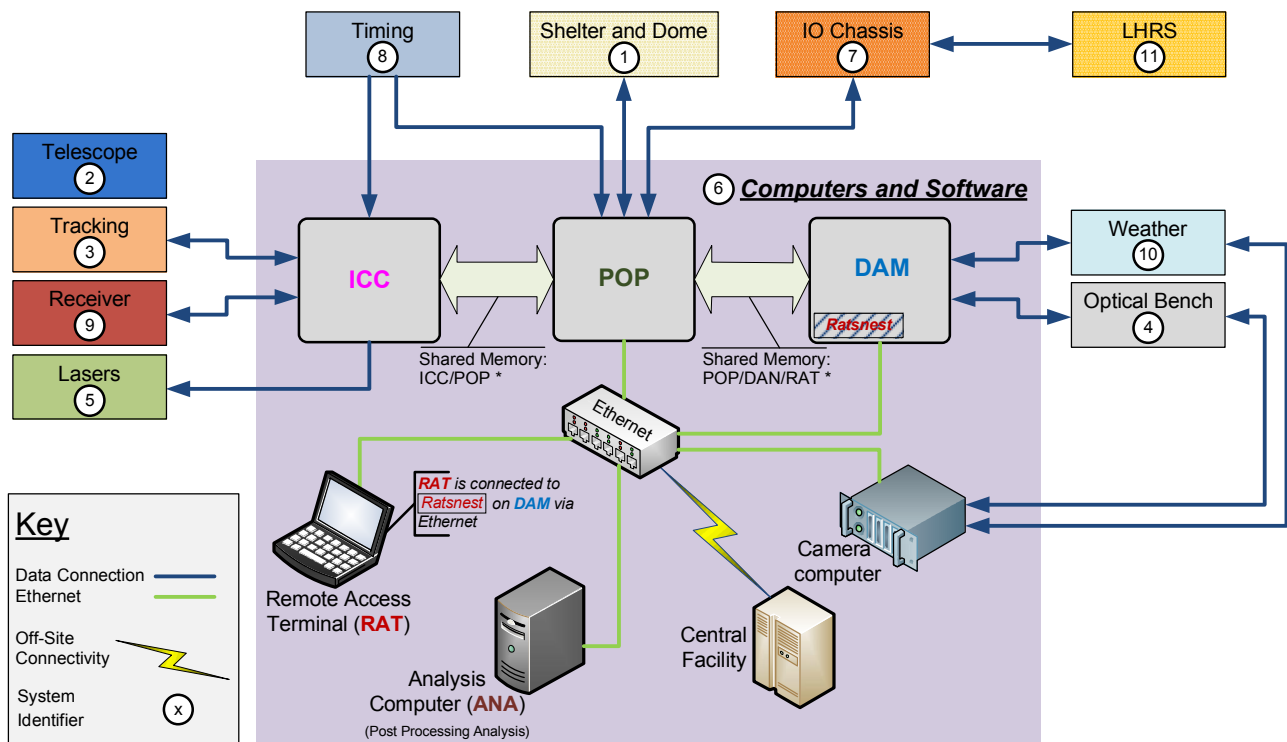 Timing
8
Shelter and Dome
1
IO Chassis
7
LHRS
11
Telescope
2
Tracking
3
Receiver
9
Lasers
5
6 Computers and Software
ICC
POP
DAM
Ratsnest
Weather
10
Optical Bench
4
Shared Memory:
ICC/POP *
Shared Memory:
POP/DAN/RAT *
Ethernet
RAT is connected to
Ratsnest on DAM via
Ethernet
Remote Access
Terminal (RAT)
Analysis
Computer (ANA)
(Post Processing Analysis)
Central
Facility
Camera
computer
Key
Data Connection
Ethernet
Off-Site
Connectivity
System
Identifier
x